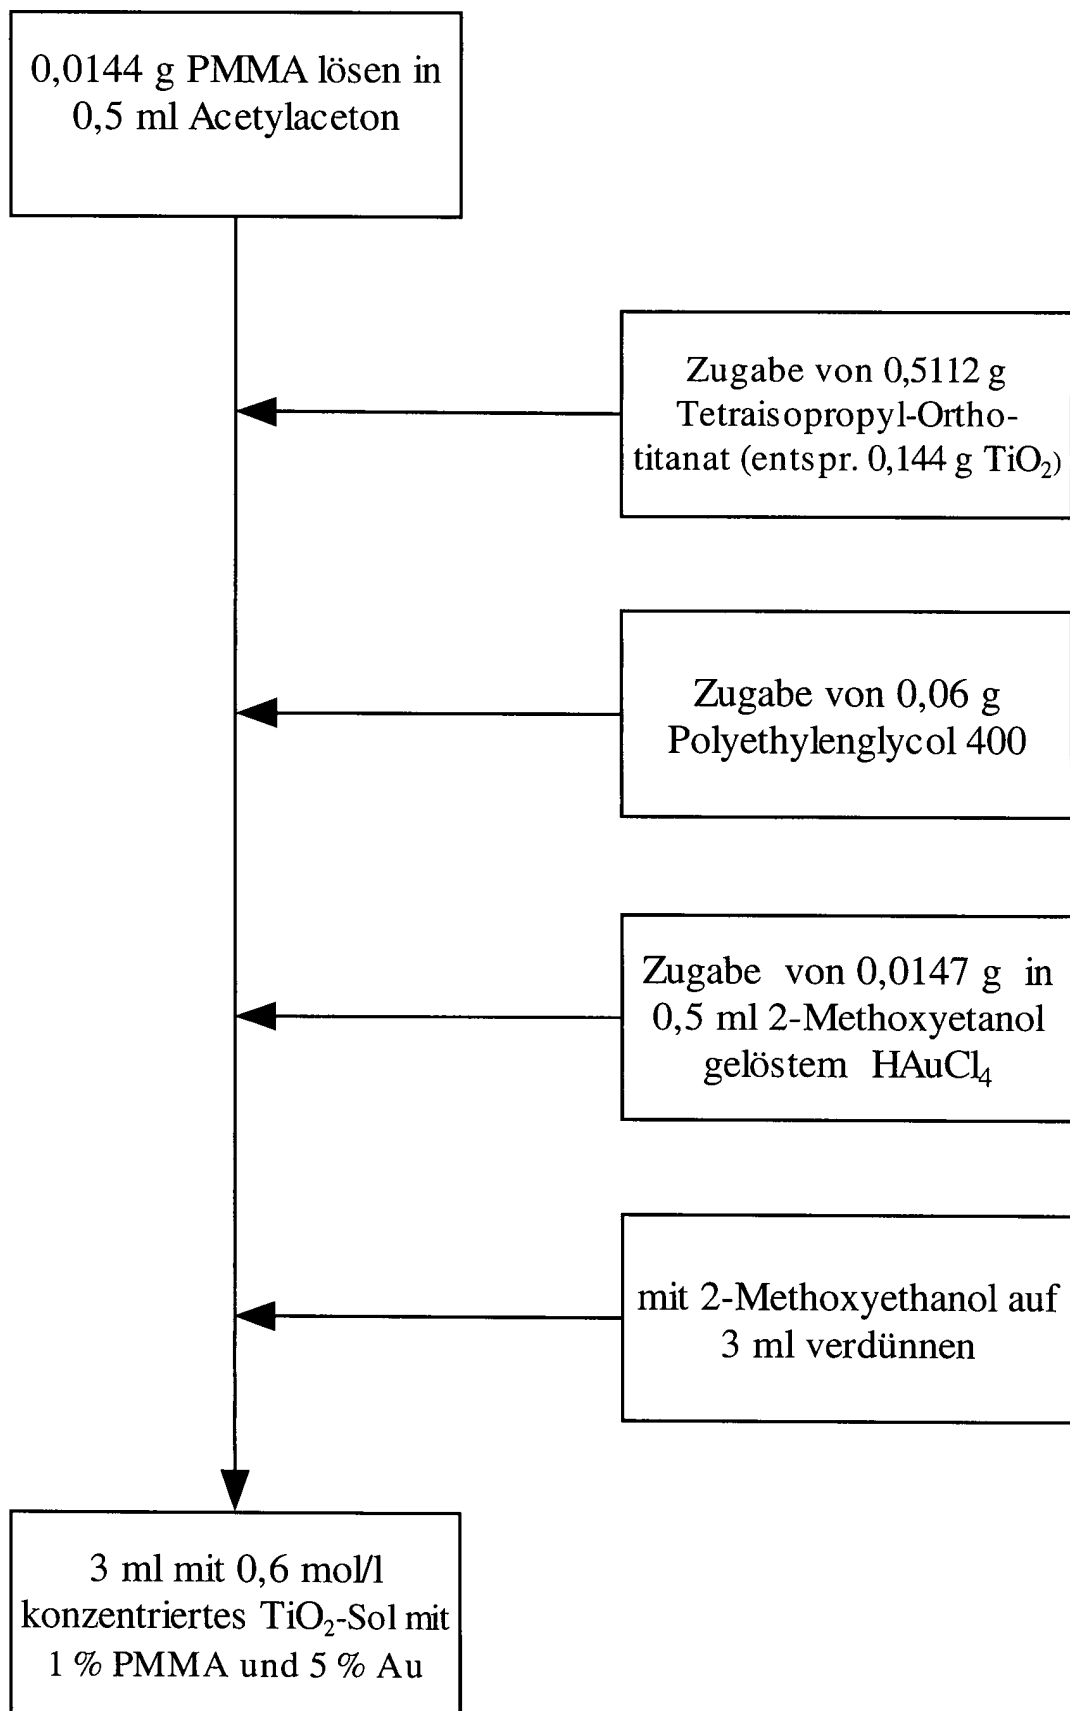 0,0144 g PMMA lösen in
0,5 ml Acetylaceton
Zugabe von 0,5112 g
Tetraisopropyl-Ortho-
titanat (entspr. 0,144 g TiO₂)
Zugabe von 0,06 g
Polyethylenglycol 400
Zugabe von 0,0147 g in
0,5 ml 2-Methoxyetanol
gelöstem HAuCl₄
mit 2-Methoxyethanol auf
3 ml verdünnen
3 ml mit 0,6 mol/l
konzentriertes TiO₂-Sol mit
1 % PMMA und 5 % Au